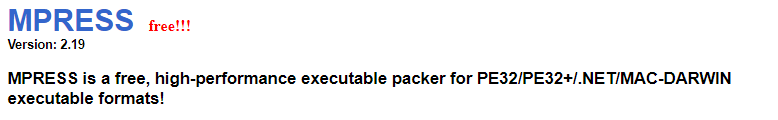 MPRESS free!!!
Version: 2.19
MPRESS is a free, high-performance executable packer for PE32/PE32+/.NET/MAC-DARWIN
executable formats!